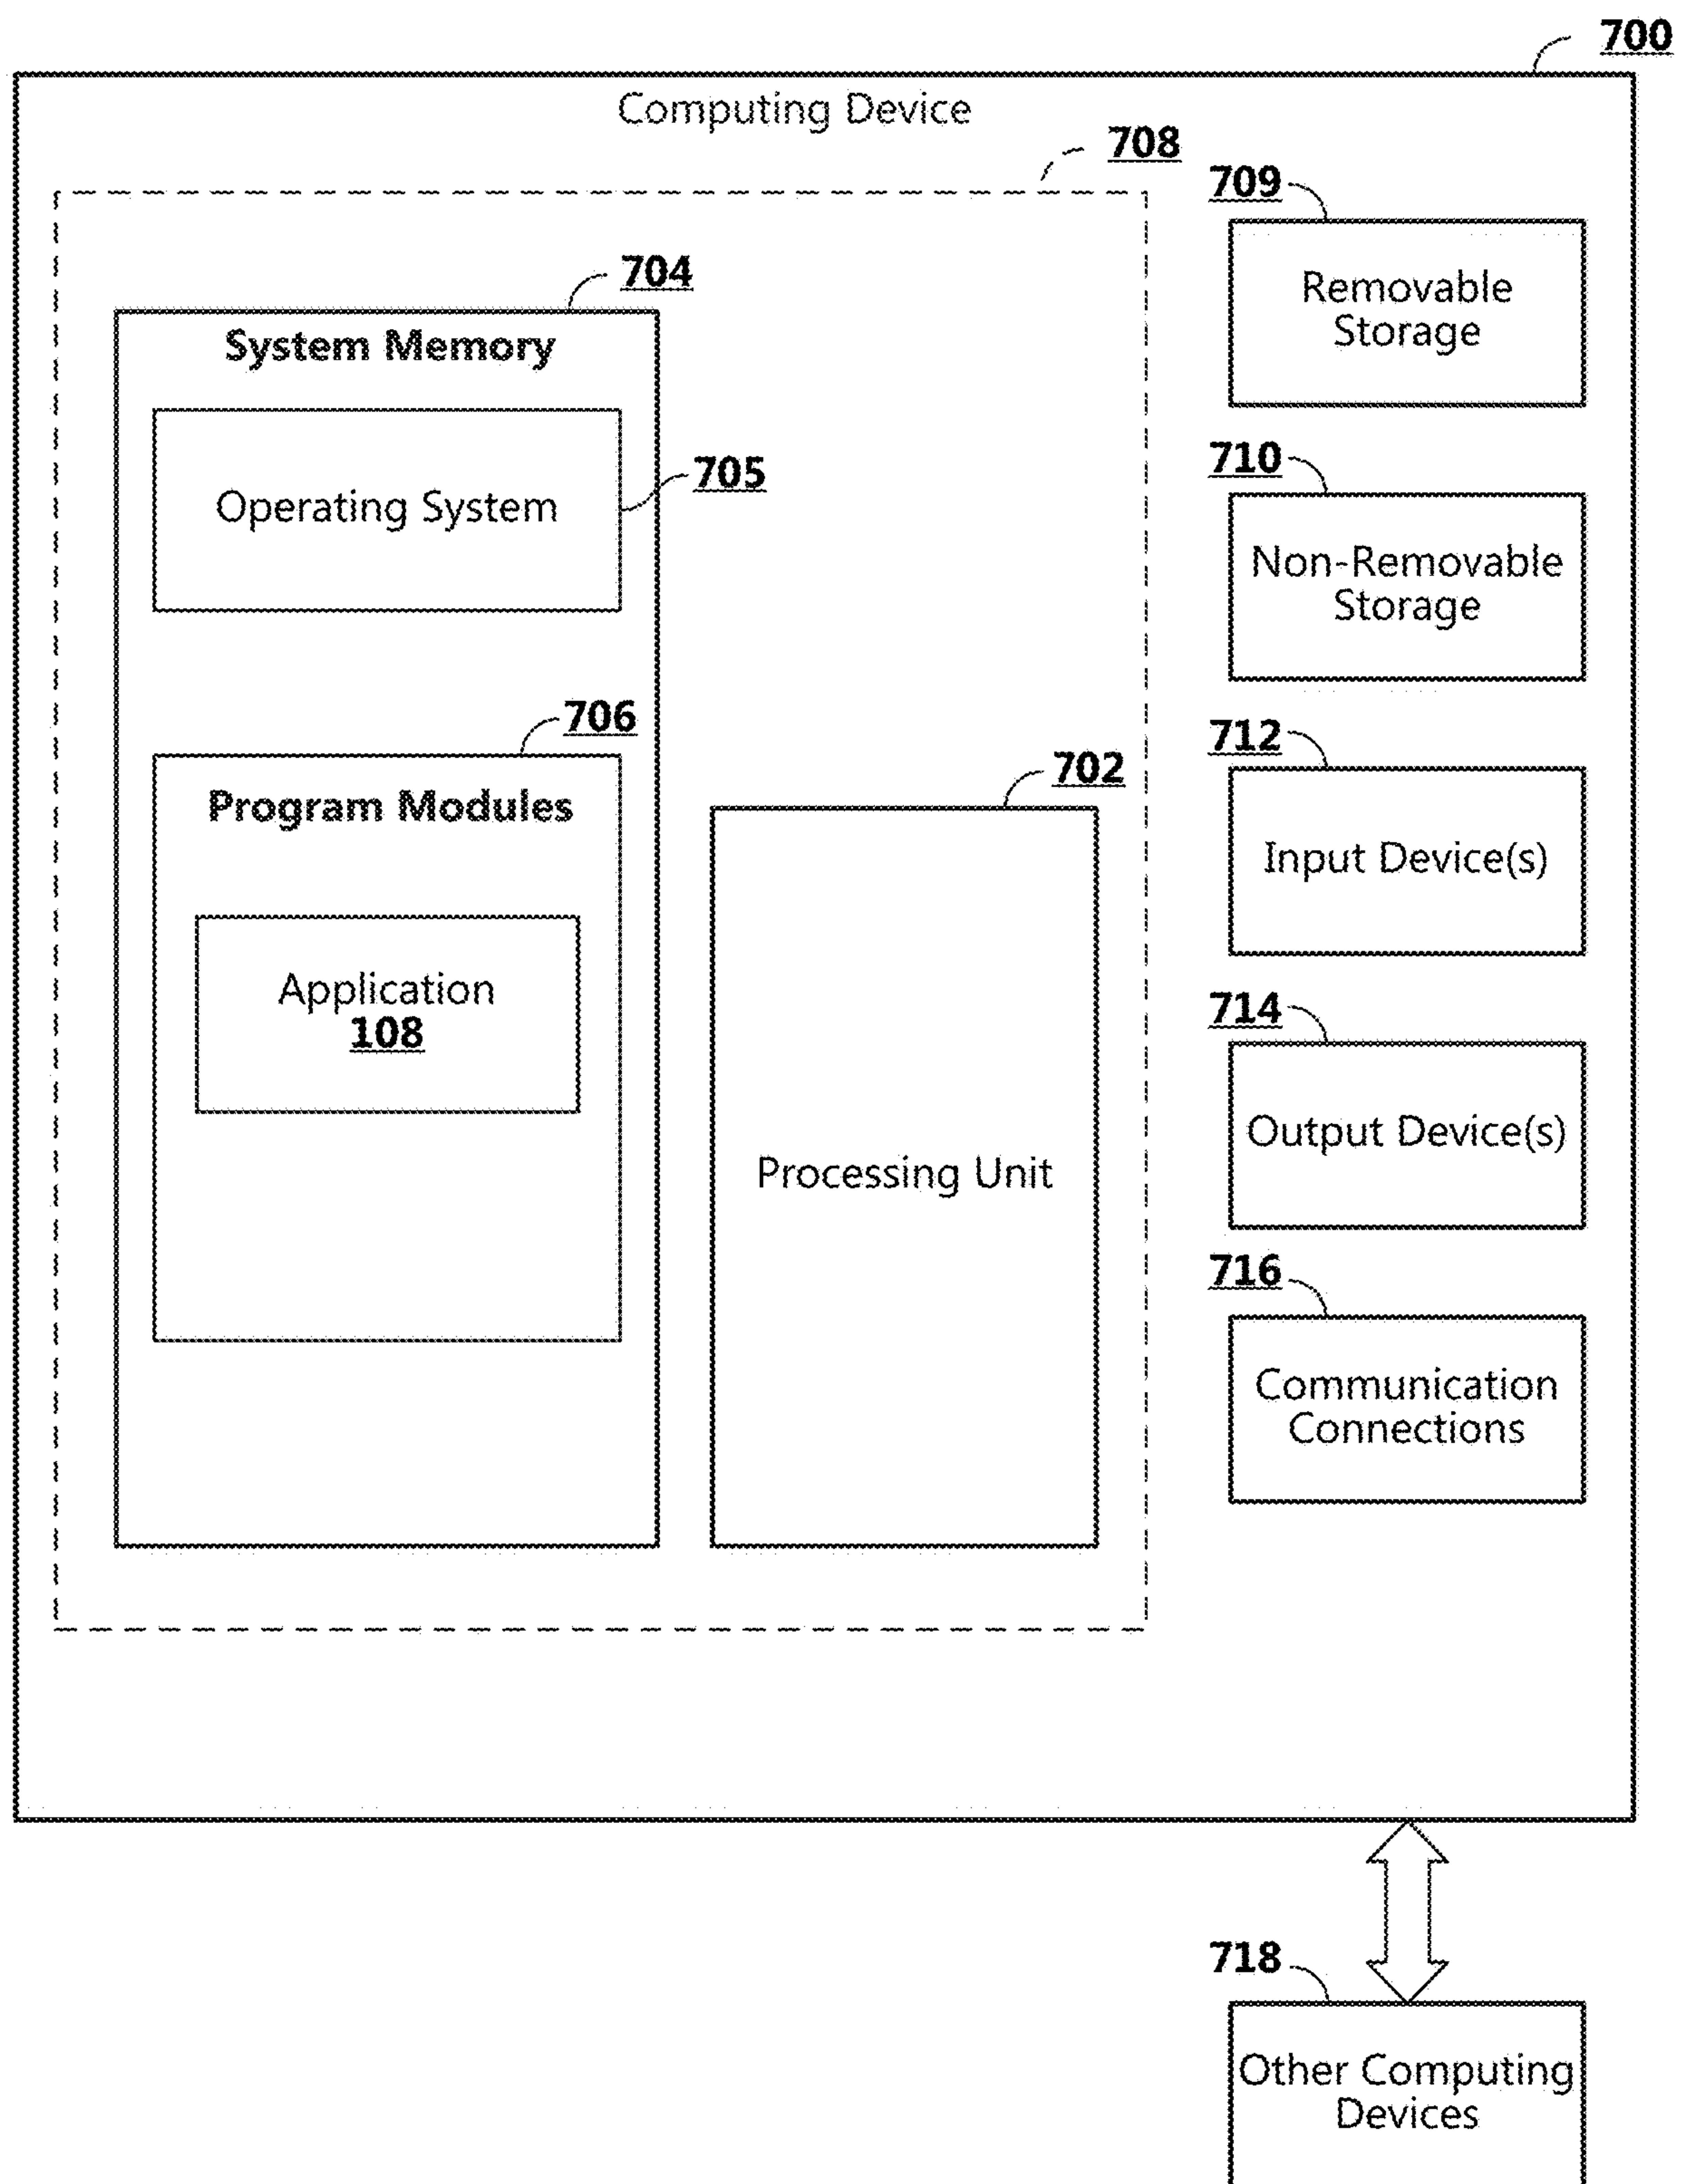 700
Computing Device
708
709
Removable
Storage
704
System Memory
Operating System
705
710
Non-Removable
Storage
706
Program Modules
Application
108
702
Processing Unit
712
Input Device(s)
714
Output Device(s)
716
Communication
Connections
718
Other Computing
Devices